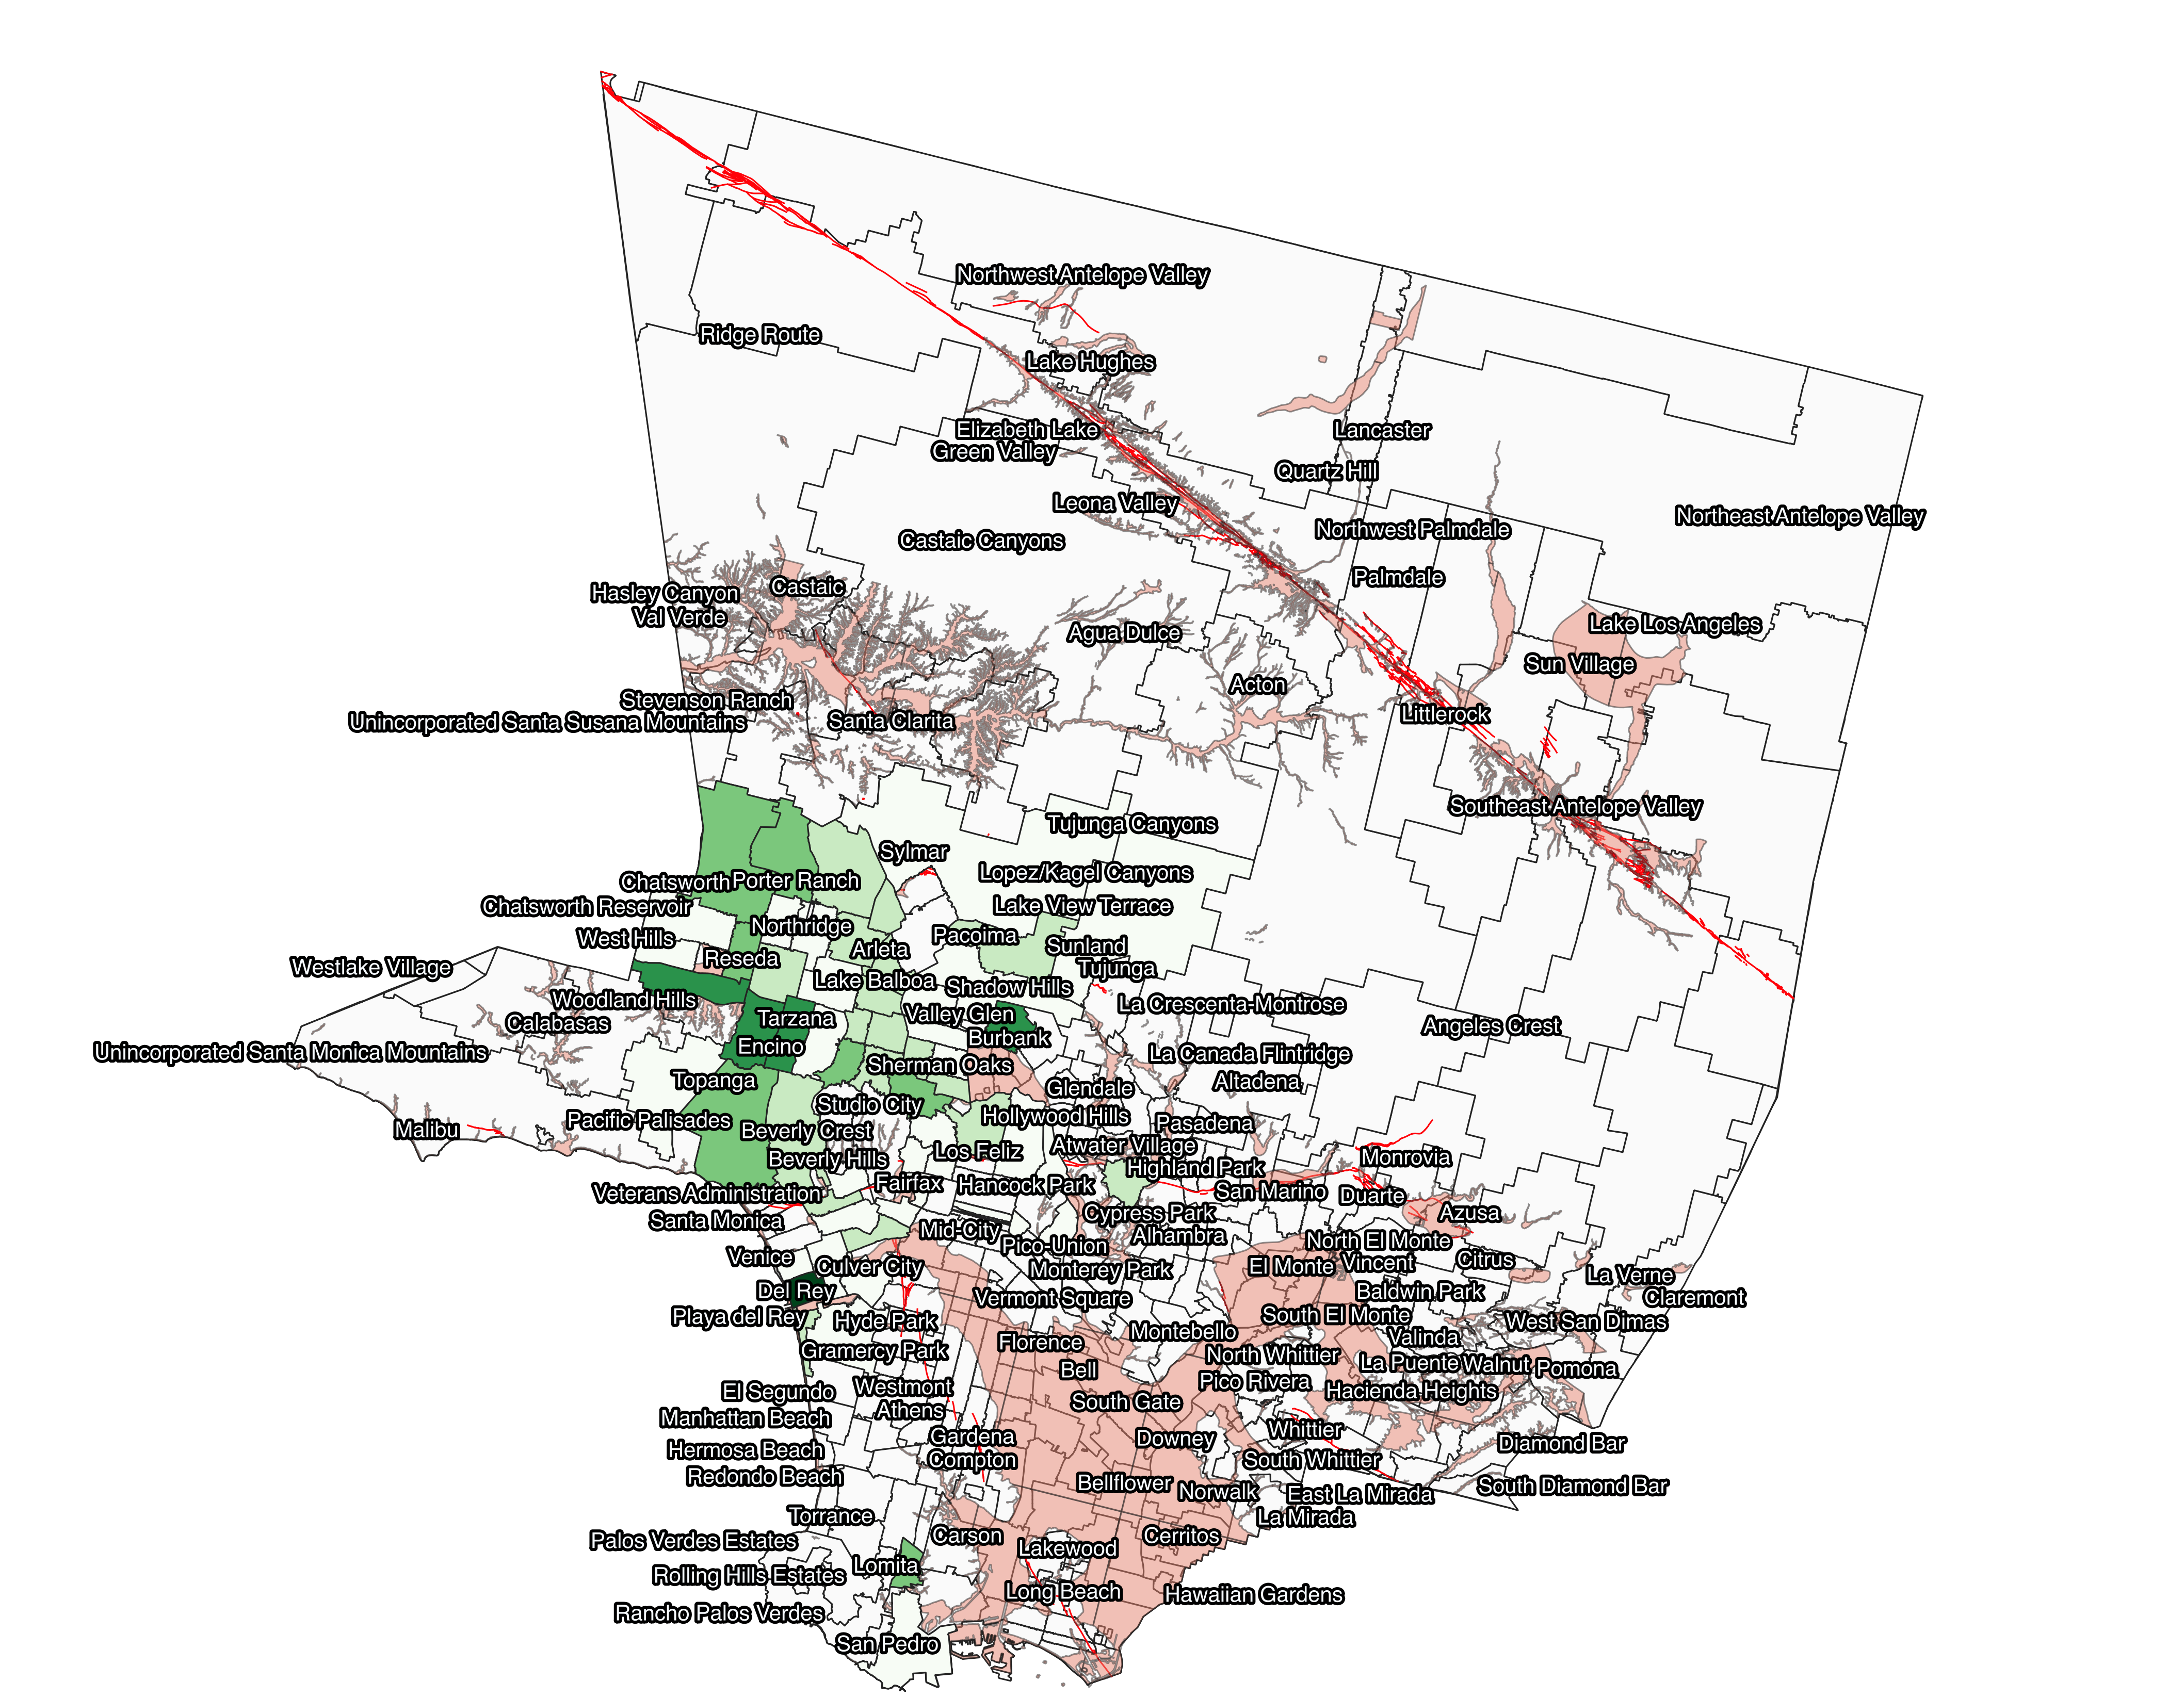 Northwest Antelope Valley
Ridge Route
Lake Hughes
Elizabeth Lake
Lancaster
Green Valley
Quartz Hill
Leona Valley
Northeast Antelope Valley
Northwest Palmdale
Castaic Canyons
Palmdale
Castaic
Hasley Canyon
Val Verde
Lake Los Angeles
Agua Dulce
Sun Village
Acton
Stevenson Ranch
Littlerock
Unincorporated Santa Susana Mountains
Santa Clarita
Southeast Antelope Valley
Tujunga Canyons
Sylmar
Lopez/Kagel Canyons
Chatsworth
Porter Ranch
Chatsworth Reservoir
Lake View Terrace
Northridge
West Hills
Pacoima
Sunland
Arleta
Reseda
Westlake Village
Tujunga
Lake Balboa
Shadow Hills
Woodland Hills
La Crescenta-Montrose
Valley Glen
Tarzana
Calabasas
Angeles Crest
Burbank
Encino
Unincorporated Santa Monica Mountains
La Canada Flintridge
Sherman Oaks
Topanga
Altadena
Glendale
Studio City
Hollywood Hills
Pacific Palisades
Pasadena
Malibu
Beverly Crest
Atwater Village
Los Feliz
Monrovia
Beverly Hills
Highland Park
Fairfax
Hancock Park
San Marino
Veterans Administration
Duarte
Cypress Park
Azusa
Santa Monica
Mid-City
Alhambra
North El Monte
Pico-Union
Venice
Citrus
Vincent
El Monte
Culver City
Monterey Park
La Verne
Del Rey
Baldwin Park
Vermont Square
Claremont
Playa del Rey
South El Monte
Hyde Park
West San Dimas
Montebello
Valinda
Florence
Gramercy Park
North Whittier
La Puente
Walnut
Pomona
Bell
Pico Rivera
Westmont
El Segundo
Hacienda Heights
South Gate
Athens
Manhattan Beach
Whittier
Gardena
Downey
Diamond Bar
Hermosa Beach
Compton
South Whittier
Redondo Beach
Bellflower
South Diamond Bar
Norwalk
East La Mirada
Torrance
La Mirada
Carson
Cerritos
Palos Verdes Estates
Lakewood
Lomita
Rolling Hills Estates
Long Beach
Hawaiian Gardens
Rancho Palos Verdes
San Pedro